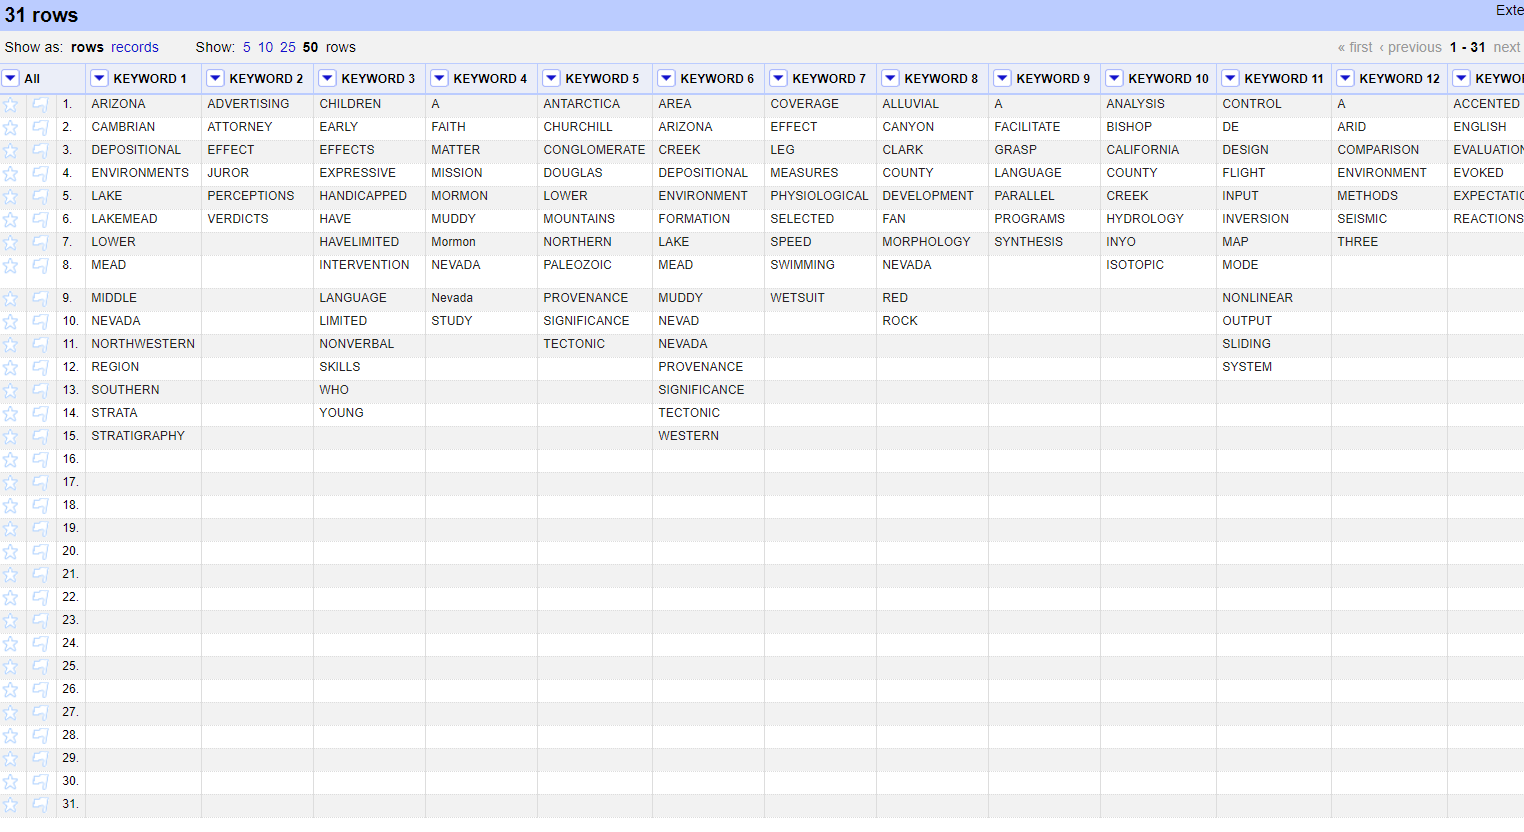 31 rows Exte
Show as: rows records Show: 5 10 25 50 rows « first ‹ previous 1 - 31 next
All KEYWORD 1 KEYWORD 2 KEYWORD 3 KEYWORD 4 KEYWORD 5 KEYWORD 6 KEYWORD 7 KEYWORD 8 KEYWORD 9 KEYWORD 10 KEYWORD 11 KEYWORD 12 KEYWO
1. ARIZONA ADVERTISING CHILDREN A ANTARCTICA AREA COVERAGE ALLUVIAL A ANALYSIS CONTROL A ACCENTED
2. CAMBRIAN ATTORNEY EARLY FAITH CHURCHILL ARIZONA EFFECT CANYON FACILITATE BISHOP DE ARID ENGLISH
3. DEPOSITIONAL EFFECT EFFECTS MATTER CONGLOMERATE CREEK LEG CLARK GRASP CALIFORNIA DESIGN COMPARISON EVALUATION
4. ENVIRONMENTS JUROR EXPRESSIVE MISSION DOUGLAS DEPOSITIONAL MEASURES COUNTY LANGUAGE COUNTY FLIGHT ENVIRONMENT EVOKED
5. LAKE PERCEPTIONS HANDICAPPED MORMON LOWER ENVIRONMENT PHYSIOLOGICAL DEVELOPMENT PARALLEL CREEK INPUT METHODS EXPECTATIO
6. LAKEMEAD VERDICTS HAVE MUDDY MOUNTAINS FORMATION SELECTED FAN PROGRAMS HYDROLOGY INVERSION SEISMIC REACTIONS
7. LOWER HAVELIMITED Mormon NORTHERN LAKE SPEED MORPHOLOGY SYNTHESIS INYO MAP THREE
8. MEAD INTERVENTION NEVADA PALEOZOIC MEAD SWIMMING NEVADA ISOTOPIC MODE
9. MIDDLE LANGUAGE Nevada PROVENANCE MUDDY WETSUIT RED NONLINEAR
10. NEVADA LIMITED STUDY SIGNIFICANCE NEVAD ROCK OUTPUT
11. NORTHWESTERN NONVERBAL TECTONIC NEVADA SLIDING
12. REGION SKILLS PROVENANCE SYSTEM
13. SOUTHERN WHO SIGNIFICANCE
14. STRATA YOUNG TECTONIC
15. STRATIGRAPHY WESTERN
16.
17.
18.
19.
20.
21.
22.
23.
24.
25.
26.
27.
28.
29.
30.
31.